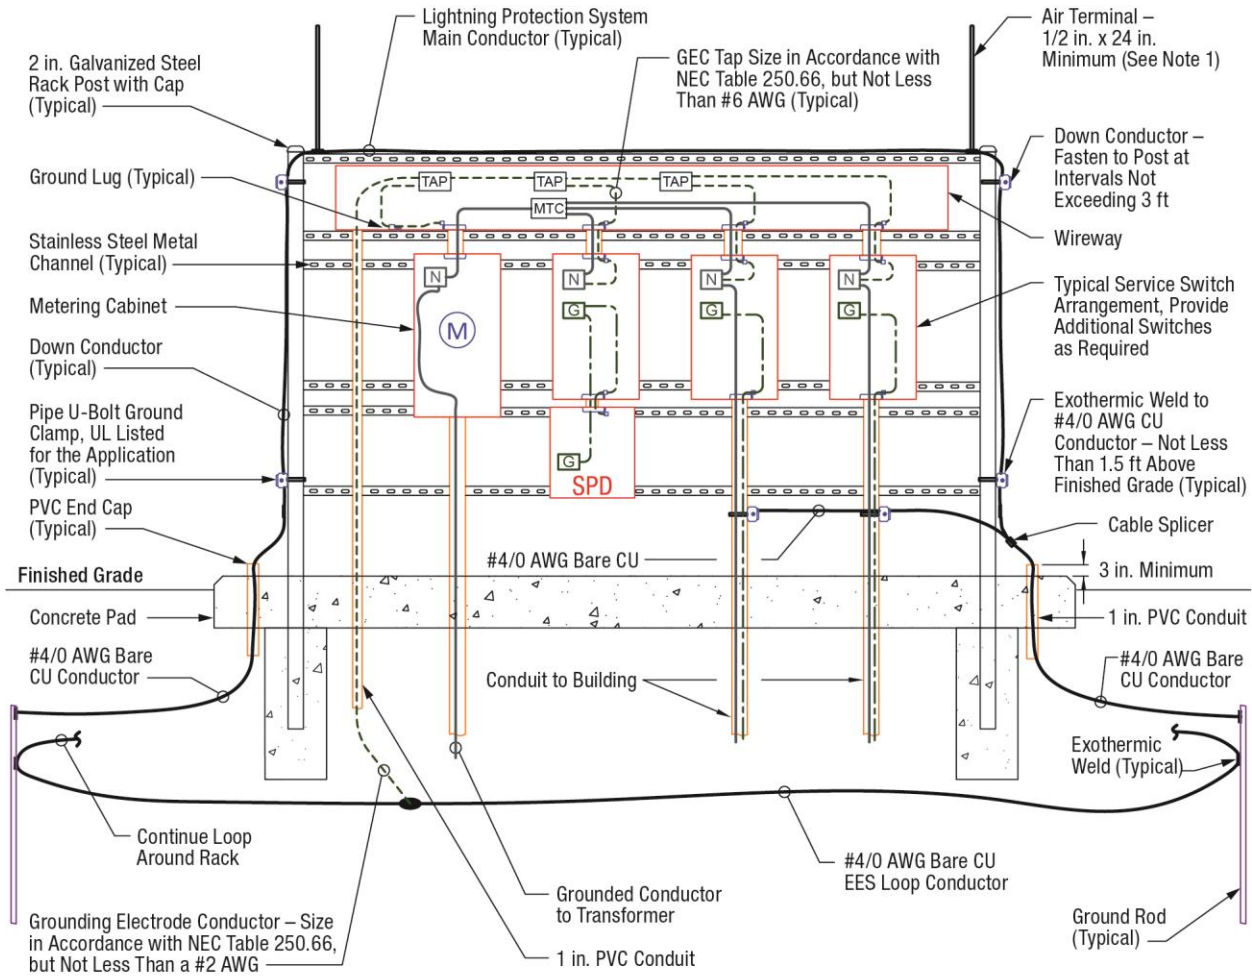 Lightning Protection System
Main Conductor (Typical)
Air Terminal –
1/2 in. x 24 in.
Minimum (See Note 1)
2 in. Galvanized Steel
Rack Post with Cap
(Typical)
GEC Tap Size in Accordance with
NEC Table 250.66, but Not Less
Than #6 AWG (Typical)
Down Conductor –
Fasten to Post at
Intervals Not
Exceeding 3 ft
Ground Lug (Typical)
TAP
TAP
TAP
MTC
Wireway
Stainless Steel Metal
Channel (Typical)
N
N
N
N
Typical Service Switch
Arrangement, Provide
Additional Switches
as Required
Metering Cabinet
M
G
G
G
Down Conductor
(Typical)
Pipe U-Bolt Ground
Clamp, UL Listed
for the Application
(Typical)
Exothermic Weld to
#4/0 AWG CU
Conductor – Not Less
Than 1.5 ft Above
Finished Grade (Typical)
G
SPD
PVC End Cap
(Typical)
Cable Splicer
#4/0 AWG Bare CU
3 in. Minimum
Finished Grade
Concrete Pad
1 in. PVC Conduit
#4/0 AWG Bare
CU Conductor
Conduit to Building
#4/0 AWG Bare
CU Conductor
Exothermic
Weld (Typical)
Continue Loop
Around Rack
#4/0 AWG Bare CU
EES Loop Conductor
Grounded Conductor
to Transformer
Ground Rod
(Typical)
Grounding Electrode Conductor – Size
in Accordance with NEC Table 250.66,
but Not Less Than a #2 AWG
1 in. PVC Conduit